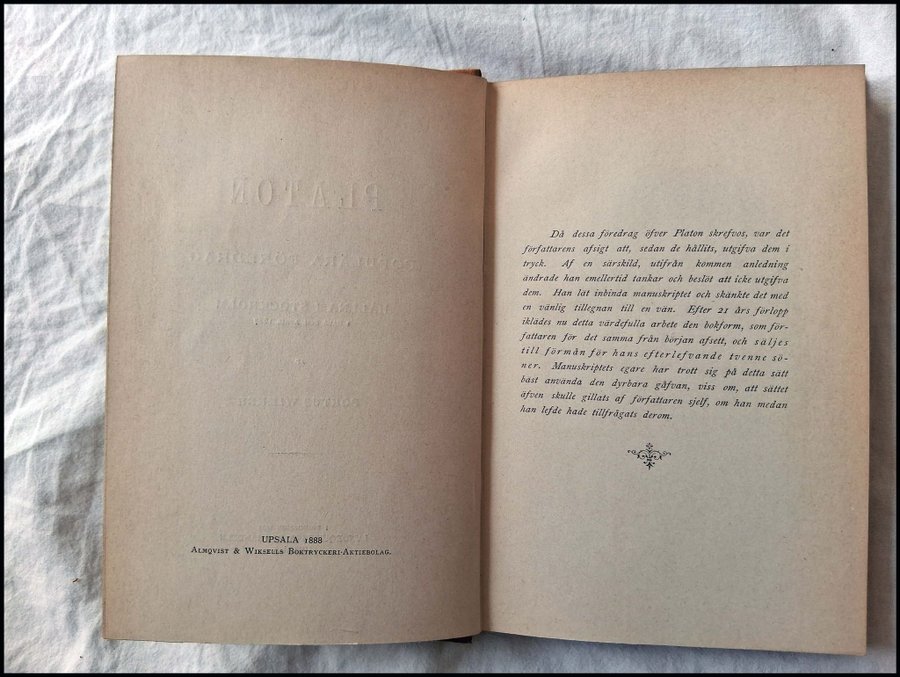 PLATON
UPSALA 1888
ALMQVIST & WIKSELLS BOKTRYCKERI-AKTIEBOLAG.
Då dessa föredrag öfver Platon skrefvos, var det
författarens afsigt att, sedan de hållits, utgifva dem i
tryck. Af en särskild, utifrån kommen anledning
ändrade han emellertid tankar och beslöt att icke utgifva
dem. Han lät inbinda manuskriptet och skänkte det med
en vänlig tillegnan till en vän. Efter 21 års förlopp
iklädes nu detta värdefulla arbete den bokform, som för-
fattaren för det samma från början afsett, och säljes
till förmån för hans efterlefvande tvenne sö-
ner. Manuskriptets egare har trott sig på detta sätt
bäst använda den dyrbara gåfvan, viss om, att sättet
äfven skulle gillats af författaren sjelf, om han medan
han lefde hade tillfrågats derom.